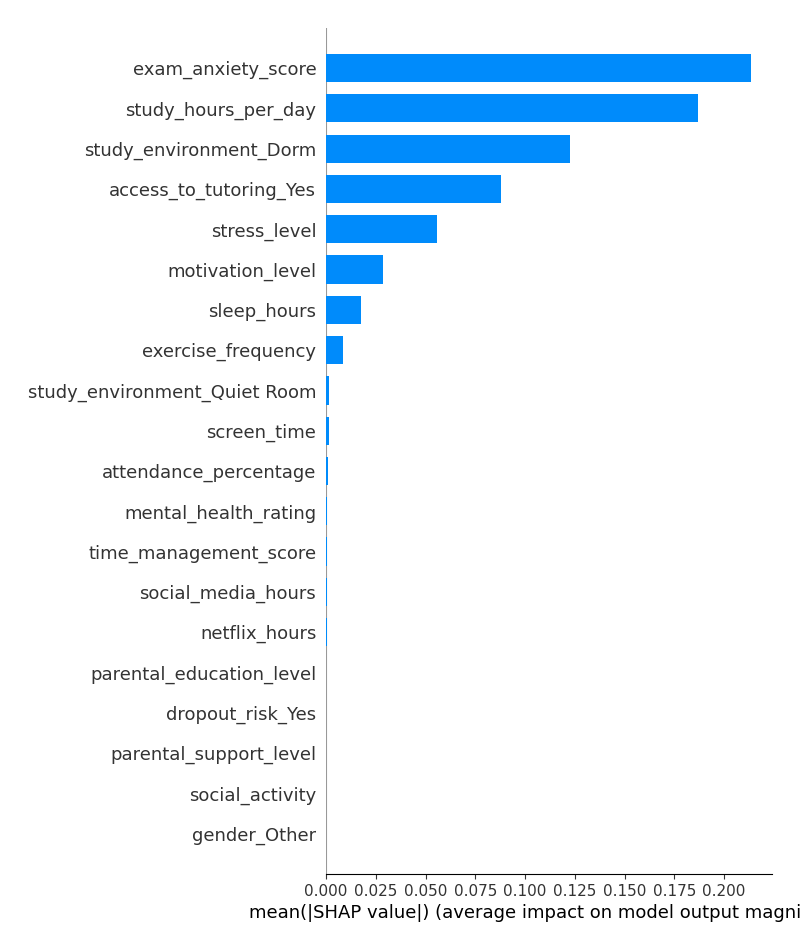 exam_anxiety_score
study_hours_per_day
study_environment_Dorm
access_to_tutoring_Yes
stress_level
motivation_level
sleep_hours
exercise_frequency
study_environment_Quiet Room
screen_time
attendance_percentage
mental_health_rating
time_management_score
social_media_hours
netflix_hours
parental_education_level
dropout_risk_Yes
parental_support_level
social_activity
gender_Other
0.000 0.025 0.050 0.075 0.100 0.125 0.150 0.175 0.200
mean(|SHAP value|) (average impact on model output magni